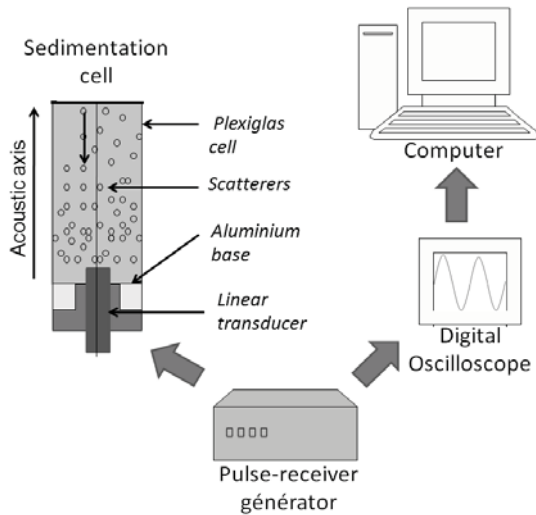 Sedimentation
cell
Acoustic axis
Plexiglas
cell
Scatterers
Aluminium
base
Linear
transducer
Computer
Digital
Oscilloscope
Pulse-receiver
générator